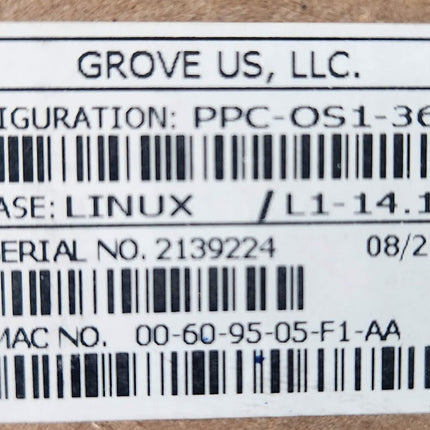 GROVE US, LLC.
IGURATION: PPC-OS1-36
ASE: LINUX /L1-14.1
ERIAL NO. 2139224 08/2
MAC NO. 00-60-95-05-F1-AA